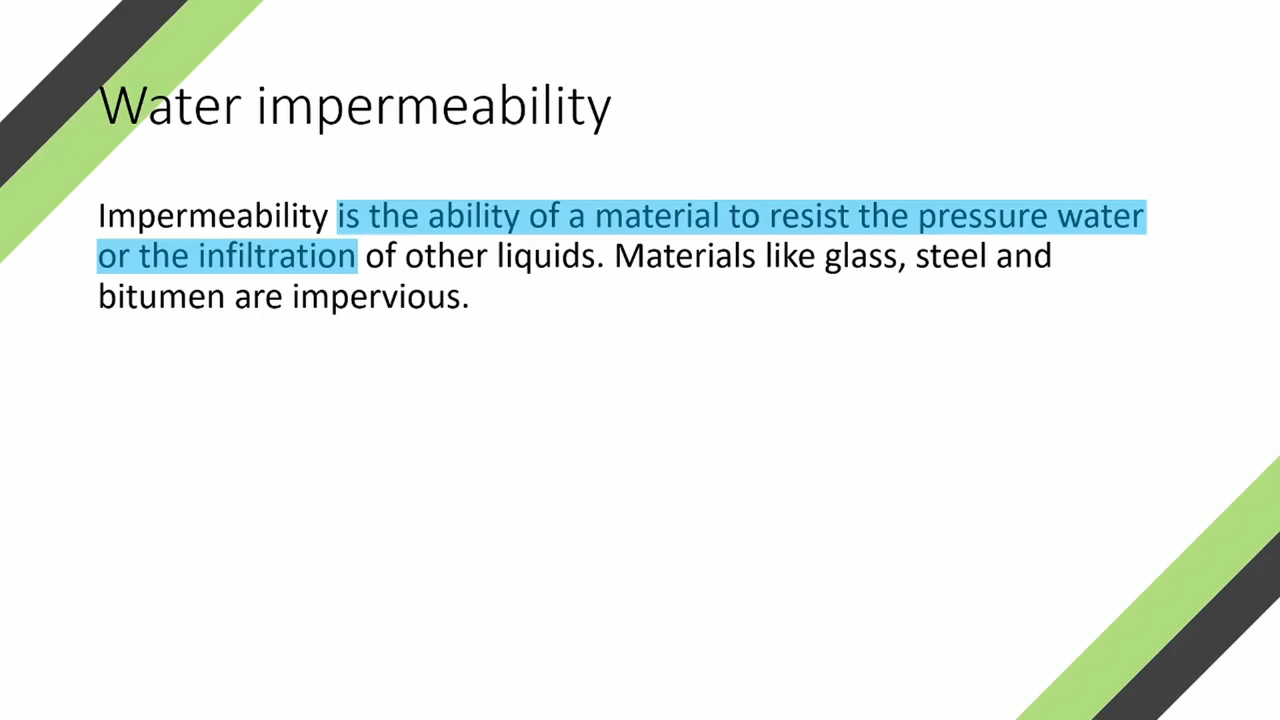 Water impermeability
Impermeability is the ability of a material to resist the pressure water
or the infiltration of other liquids. Materials like glass, steel and
bitumen are impervious.